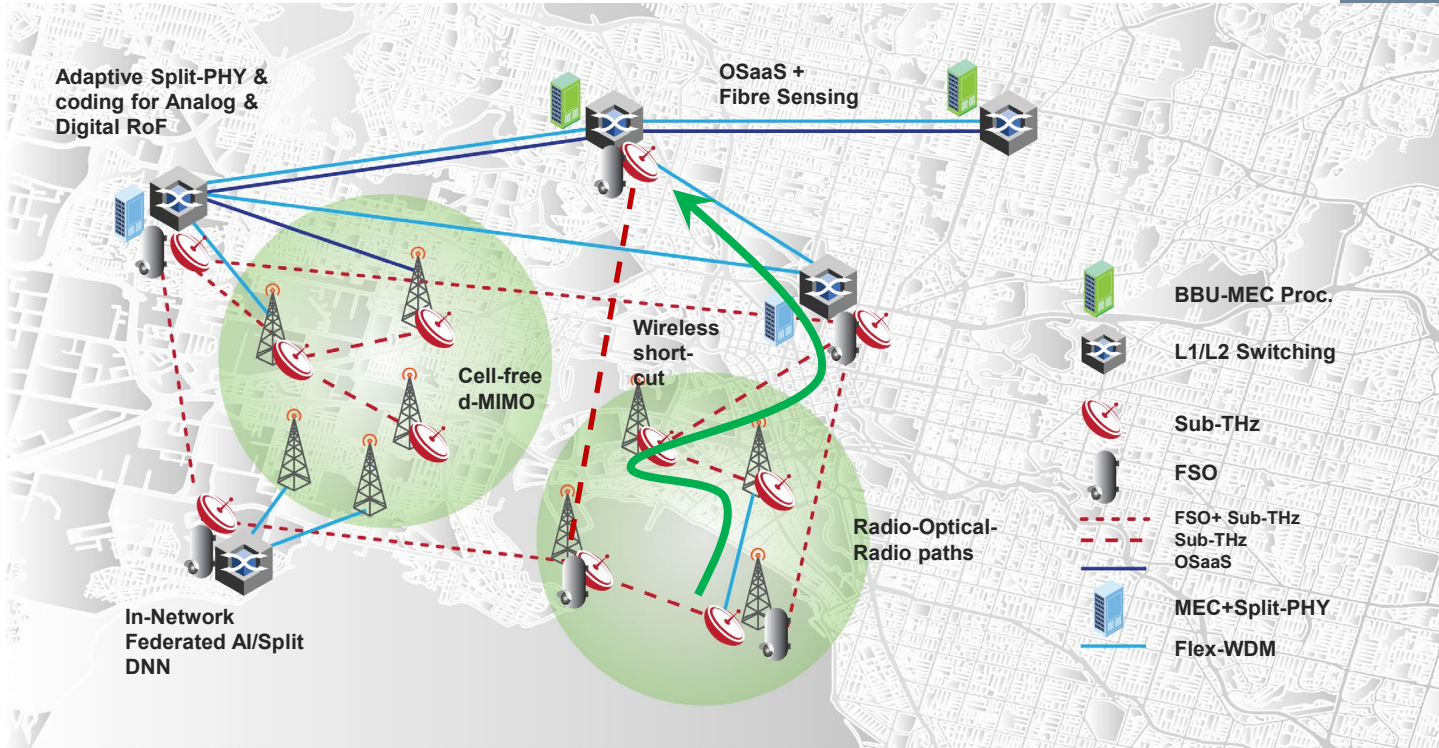 Adaptive Split-PHY &
coding for Analog &
Digital RoF
OSaaS +
Fibre Sensing
Wireless
short-
cut
Cell-free
d-MIMO
Radio-Optical-
Radio paths
In-Network
Federated AI/Split
DNN
BBU-MEC Proc.
L1/L2 Switching
Sub-THz
FSO
FSO+ Sub-THz
Sub-THz
OSaaS
MEC+Split-PHY
Flex-WDM